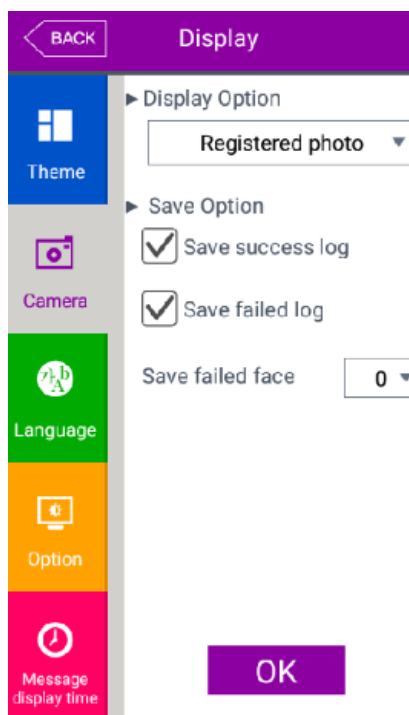 BACK
Display
Theme
Camera
가 b
A
Language
Option
Message
display time
▸ Display Option
Registered photo
▸ Save Option
Save success log
Save failed log
Save failed face
0
OK